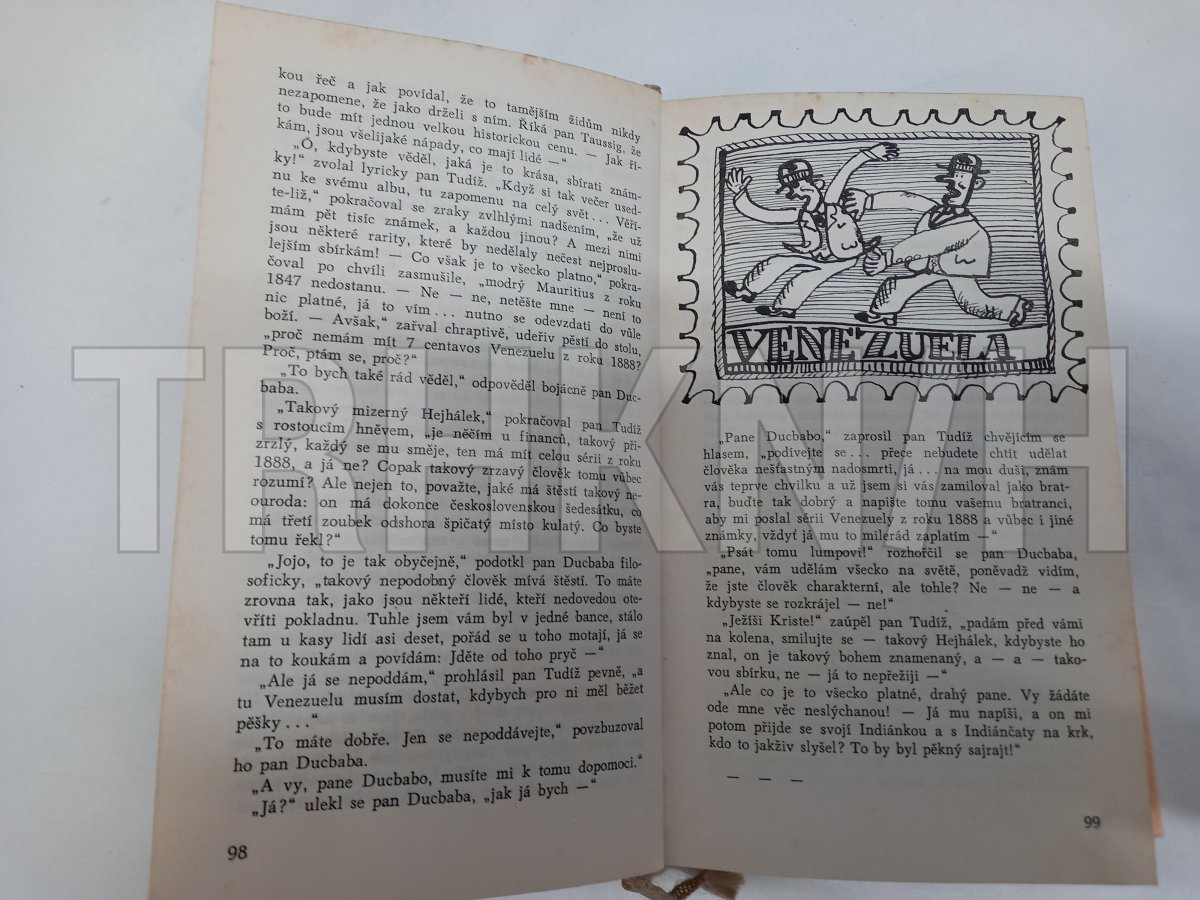 kou řeč a jak povídal, že to tamějším židům nikdy
nezapomene, že jako drželi s ním. Říká pan Taussig, že
to bude mít jednou velkou historickou cenu. — Jak ří-
kám, jsou všelijaké nápady, co mají lidé —“
„Ó, kdybyste věděl, jaká je to krása, sbírati znám-
ky!“ zvolal lyricky pan Tudíž. „Když si tak večer used-
nu ke svému albu, tu zapomenu na celý svět... Věří-
te-liž,“ pokračoval se zraky zvlhlými nadšením, „že už
mám pět tisíc známek, a každou jinou? A mezi nimi
jsou některé rarity, které by nedělaly nečest nejproslu-
lejším sbírkám! — Co však je to všecko platno,“ pokra-
čoval po chvíli zasmušile, „modrý Mauritius z roku
1847 nedostanu. — Ne — ne, netěšte mne — není to
nic platné, já to vím... nutno se odevzdati do vůle
boží. — Avšak,“ zařval chraptivě, udeřiv pěstí do stolu,
„proč nemám mít 7 centavos Venezuelu z roku 1888?
Proč, ptám se, proč?“
„To bych také rád věděl,“ odpověděl bojácně pan Duc-
baba.
„Takový mizerný Hejhálek,“ pokračoval pan Tudíž
s rostoucím hněvem, „je něčím u financů, takový při-
zrzlý, každý se mu směje, ten má mít celou sérii z roku
1888, a já ne? Copak takový zrzavý člověk tomu vůbec
rozumí? Ale nejen to, považte, jaké má štěstí takový ne-
ouroda: on má dokonce československou šedesátku, co
má třetí zoubek odshora špičatý místo kulatý. Co byste
tomu řekl?“
„Jojo, to je tak obyčejně,“ podotkl pan Ducbaba filo-
soficky, „takový nepodobný člověk mívá štěstí. To máte
zrovna tak, jako jsou někteří lidé, kteří nedovedou ote-
vříti pokladnu. Tuhle jsem vám byl v jedné bance, stálo
tam u kasy lidí asi deset, pořád se u toho motají, já se
na to koukám a povídám: Jděte od toho pryč —“
„Ale já se nepoddám,“ prohlásil pan Tudíž pevně, „a
tu Venezuelu musím dostat, kdybych pro ni měl běžet
pěšky...“
„To máte dobře. Jen se nepoddávejte,“ povzbuzoval
ho pan Ducbaba.
„A vy, pane Ducbabo, musíte mi k tomu dopomoci.“
„Já?“ ulekl se pan Ducbaba, „jak já bych —“
98
VENEZUELA
„Pane Ducbabo,“ zaprosil pan Tudíž chvějícím se
hlasem, „podívejte se... přece nebudete chtít udělat
člověka nešťastným nadosmrti, já... na mou duši, znám
vás teprve chvilku a už jsem si vás zamiloval jako brat-
ra, buďte tak dobrý a napište tomu vašemu bratranci,
aby mi poslal sérii Venezuely z roku 1888 a vůbec i jiné
známky, vždyť já mu to milerád zaplatím —“
„Psát tomu lumpovi!“ rozhořčil se pan Ducbaba,
„pane, vám udělám všecko na světě, poněvadž vidím,
že jste člověk charakterní, ale tohle? Ne — ne — a
kdybyste se rozkrájel — ne!“
„Ježíši Kriste!“ zaúpěl pan Tudíž, „padám před vámi
na kolena, smilujte se — takový Hejhálek, kdybyste ho
znal, on je takový bohem znamenaný, a — a — tako-
vou sbírku, ne — já to nepřežiji —“
„Ale co je to všecko platné, drahý pane. Vy žádáte
ode mne věc neslýchanou! — Já mu napíši, a on mi
potom přijde se svojí Indiánkou a s Indiánčaty na krk,
kdo to jakživ slyšel? To by byl pěkný sajrajt!“
— — —
99
TRHKNIH